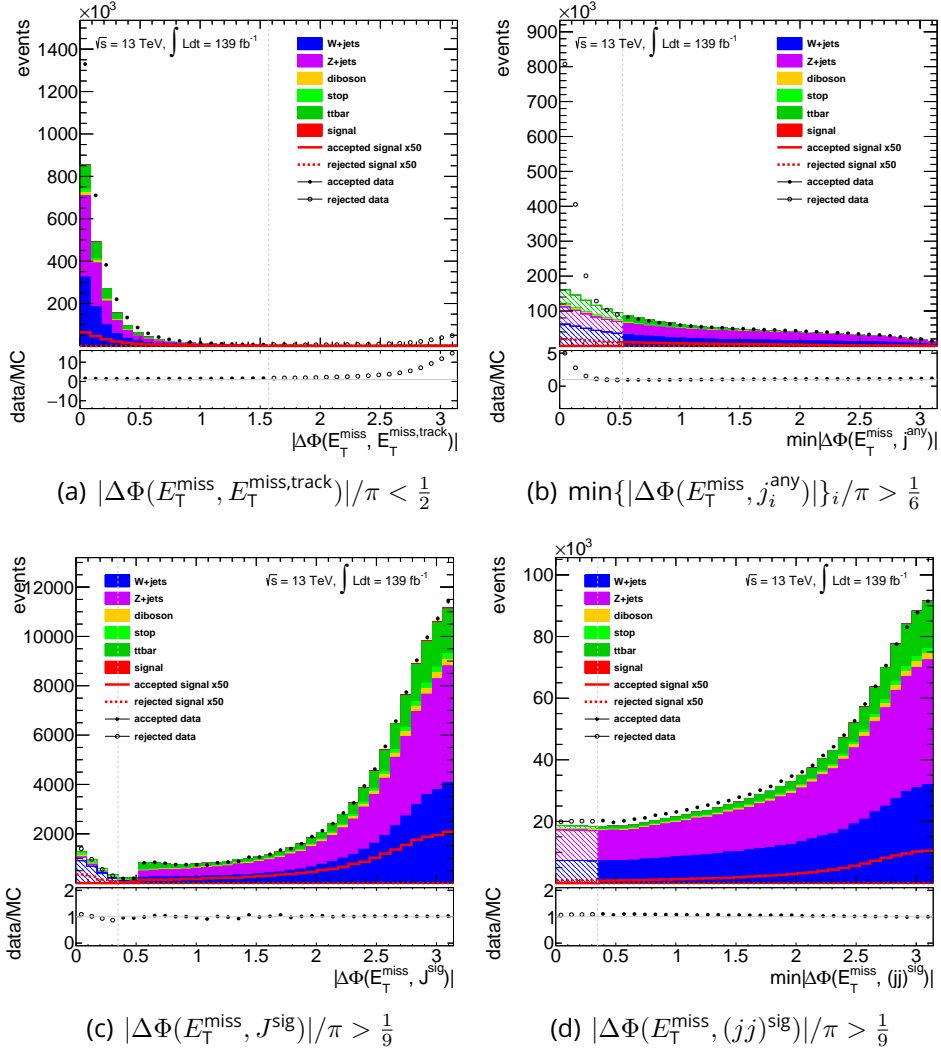 ×10³
events
1400
1200
1000
800
600
400
200
√s = 13 TeV, ∫ Ldt = 139 fb⁻¹
W+jets
Z+jets
diboson
stop
ttbar
signal
accepted signal x50
rejected signal x50
accepted data
rejected data
data/MC
10
0
−10
0 0.5 1 1.5 2 2.5 3
|ΔΦ(E_T^miss, E_T^miss,track)|
(a) |ΔΦ(E_T^miss, E_T^miss,track)|/π < 1/2
×10³
events
900
800
700
600
500
400
300
200
100
√s = 13 TeV, ∫ Ldt = 139 fb⁻¹
W+jets
Z+jets
diboson
stop
ttbar
signal
accepted signal x50
rejected signal x50
accepted data
rejected data
data/MC
5
0
0 0.5 1 1.5 2 2.5 3
min|ΔΦ(E_T^miss, j^any)|
(b) min{|ΔΦ(E_T^miss, j_i^any)|}_i/π > 1/6
events
12000
10000
8000
6000
4000
2000
√s = 13 TeV, ∫ Ldt = 139 fb⁻¹
W+jets
Z+jets
diboson
stop
ttbar
signal
accepted signal x50
rejected signal x50
accepted data
rejected data
data/MC
2
1
0
0 0.5 1 1.5 2 2.5 3
|ΔΦ(E_T^miss, J^sig)|
(c) |ΔΦ(E_T^miss, J^sig)|/π > 1/9
×10³
events
100
80
60
40
20
√s = 13 TeV, ∫ Ldt = 139 fb⁻¹
W+jets
Z+jets
diboson
stop
ttbar
signal
accepted signal x50
rejected signal x50
accepted data
rejected data
data/MC
2
1
0
0 0.5 1 1.5 2 2.5 3
min|ΔΦ(E_T^miss, (jj)^sig)|
(d) |ΔΦ(E_T^miss, (jj)^sig)|/π > 1/9